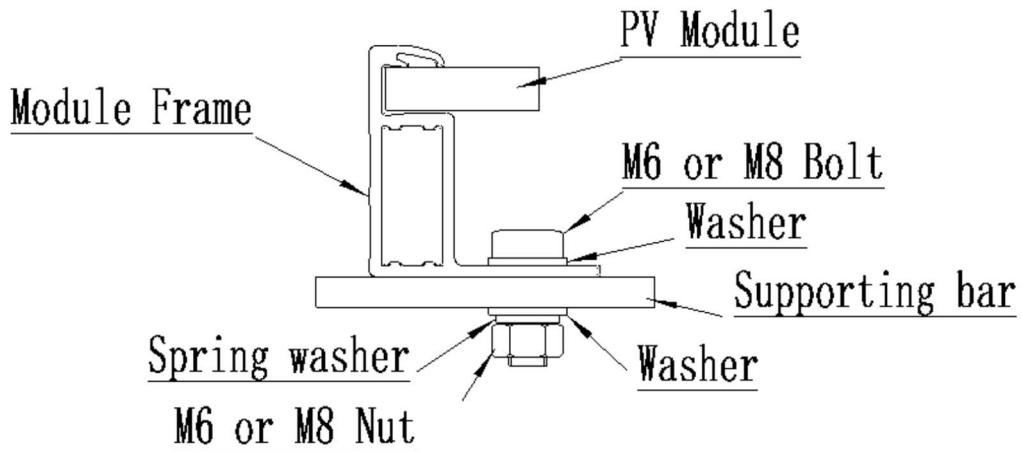 PV Module
Module Frame
M6 or M8 Bolt
Washer
Supporting bar
Spring washer
Washer
M6 or M8 Nut